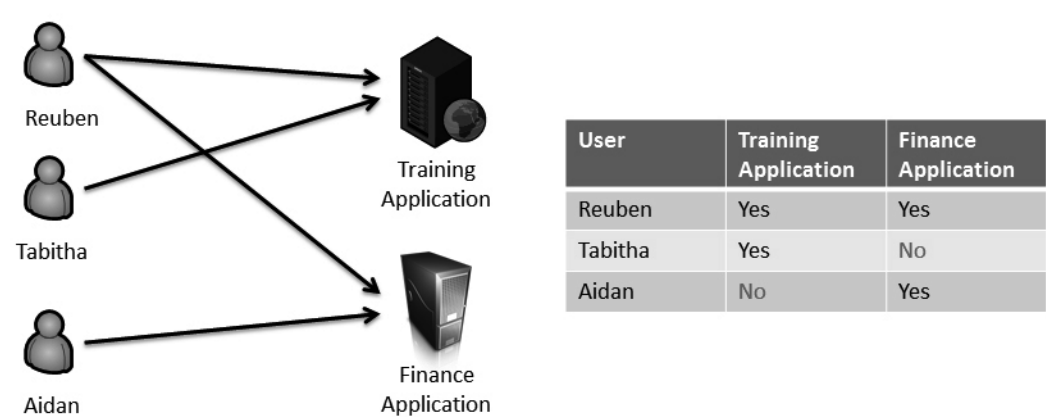 Reuben
Tabitha
Aidan
Training
Application
Finance
Application
User Training Application Finance Application
Reuben Yes Yes
Tabitha Yes No
Aidan No Yes